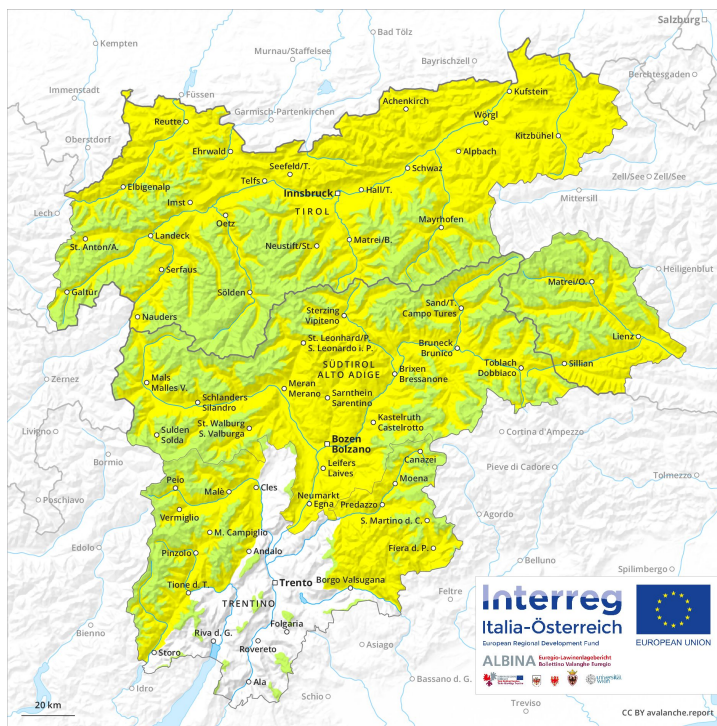 Salzburg
Kempten
Bad Tölz
Murnau/Staffelsee
Bayrischzell
Berchtesgaden
Immenstadt
Füssen
Garmisch-Partenkirchen
Achenkirch
Kufstein
Reutte
Wörgl
Oberstdorf
Ehrwald
Kitzbühel
Alpbach
Seefeld/T.
Schwaz
Zell/See
Zell/See
Elbigenalp
Telfs
Innsbruck
Hall/T.
Mittersill
Lech
Imst
TIROL
Oetz
Mayrhofen
St. Anton/A.
Landeck
Neustift/St.
Matrei/B.
Serfaus
Heiligenblut
Galtür
Sölden
Matrei/O.
Nauders
Sterzing
Vipiteno
Sand/T.
Campo Tures
St. Leonhard/P.
S. Leonardo i. P.
Bruneck
Brunico
Lienz
Sillian
SÜDTIROL
ALTO ADIGE
Brixen
Bressanone
Toblach
Dobbiaco
Zernez
Mals
Malles V.
Meran
Merano
Sarnthein
Sarentino
Schlanders
Silandro
Kastelruth
Castelrotto
St. Walburg
S. Valburga
Livigno
Sulden
Solda
Cortina d'Ampezzo
Bozen
Bolzano
Bormio
Canazei
Pieve di Cadore
Leifers
Laives
Tolmezzo
Peio
Moena
Poschiavo
Malè
Cles
Neumarkt
Egna
Predazzo
Vermiglio
Agordo
S. Martino d. C.
M. Campiglio
Edolo
Pinzolo
Andalo
Fiera d. P.
Belluno
Spilimbergo
Trento
Tione d. T.
Borgo Valsugana
Feltre
TRENTINO
Folgaria
Bienno
Riva d. G.
Rovereto
Asiago
Storo
Bassano d. G.
Idro
Ala
Schio
Treviso
Interreg
Italia-Österreich
European Regional Development Fund
EUROPEAN UNION
ALBINA
Euregio-Lawinenlagebericht
Bollettino Valanghe Euregio
20 km
CC BY avalanche.report